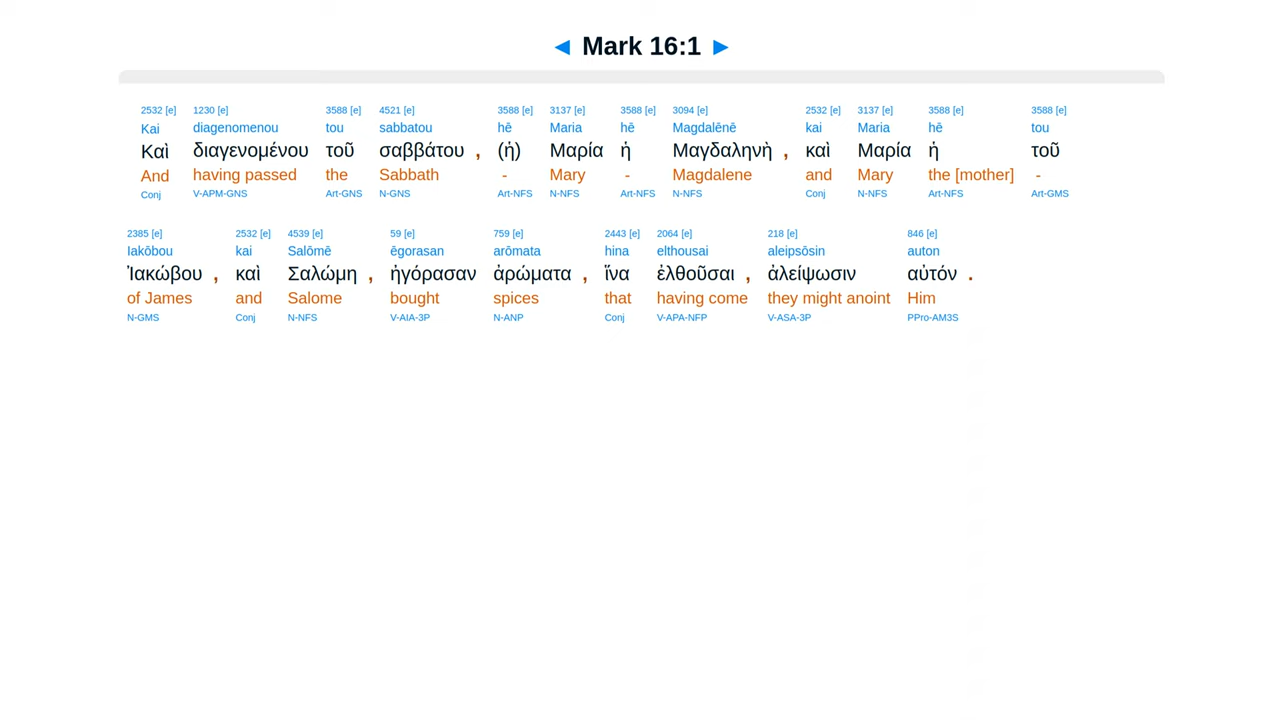 ◄ Mark 16:1 ►
2532 [e] 1230 [e] 3588 [e] 4521 [e] 3588 [e] 3137 [e] 3588 [e] 3094 [e] 2532 [e] 3137 [e] 3588 [e] 3588 [e]
Kai diagenomenou tou sabbatou hē Maria hē Magdalēnē kai Maria hē tou
Καὶ διαγενομένου τοῦ σαββάτου , (ἡ) Μαρία ἡ Μαγδαληνὴ , καὶ Μαρία ἡ τοῦ
And having passed the Sabbath - Mary - Magdalene and Mary the [mother] -
Conj V-APM-GNS Art-GNS N-GNS Art-NFS N-NFS Art-NFS N-NFS Conj N-NFS Art-NFS Art-GMS
2385 [e] 2532 [e] 4539 [e] 59 [e] 759 [e] 2443 [e] 2064 [e] 218 [e] 846 [e]
Iakōbou kai Salōmē ēgorasan arōmata hina elthousai aleipsōsin auton
Ἰακώβου , καὶ Σαλώμη , ἠγόρασαν ἀρώματα , ἵνα ἐλθοῦσαι , ἀλείψωσιν αὐτόν .
of James and Salome bought spices that having come they might anoint Him
N-GMS Conj N-NFS V-AIA-3P N-ANP Conj V-APA-NFP V-ASA-3P PPro-AM3S